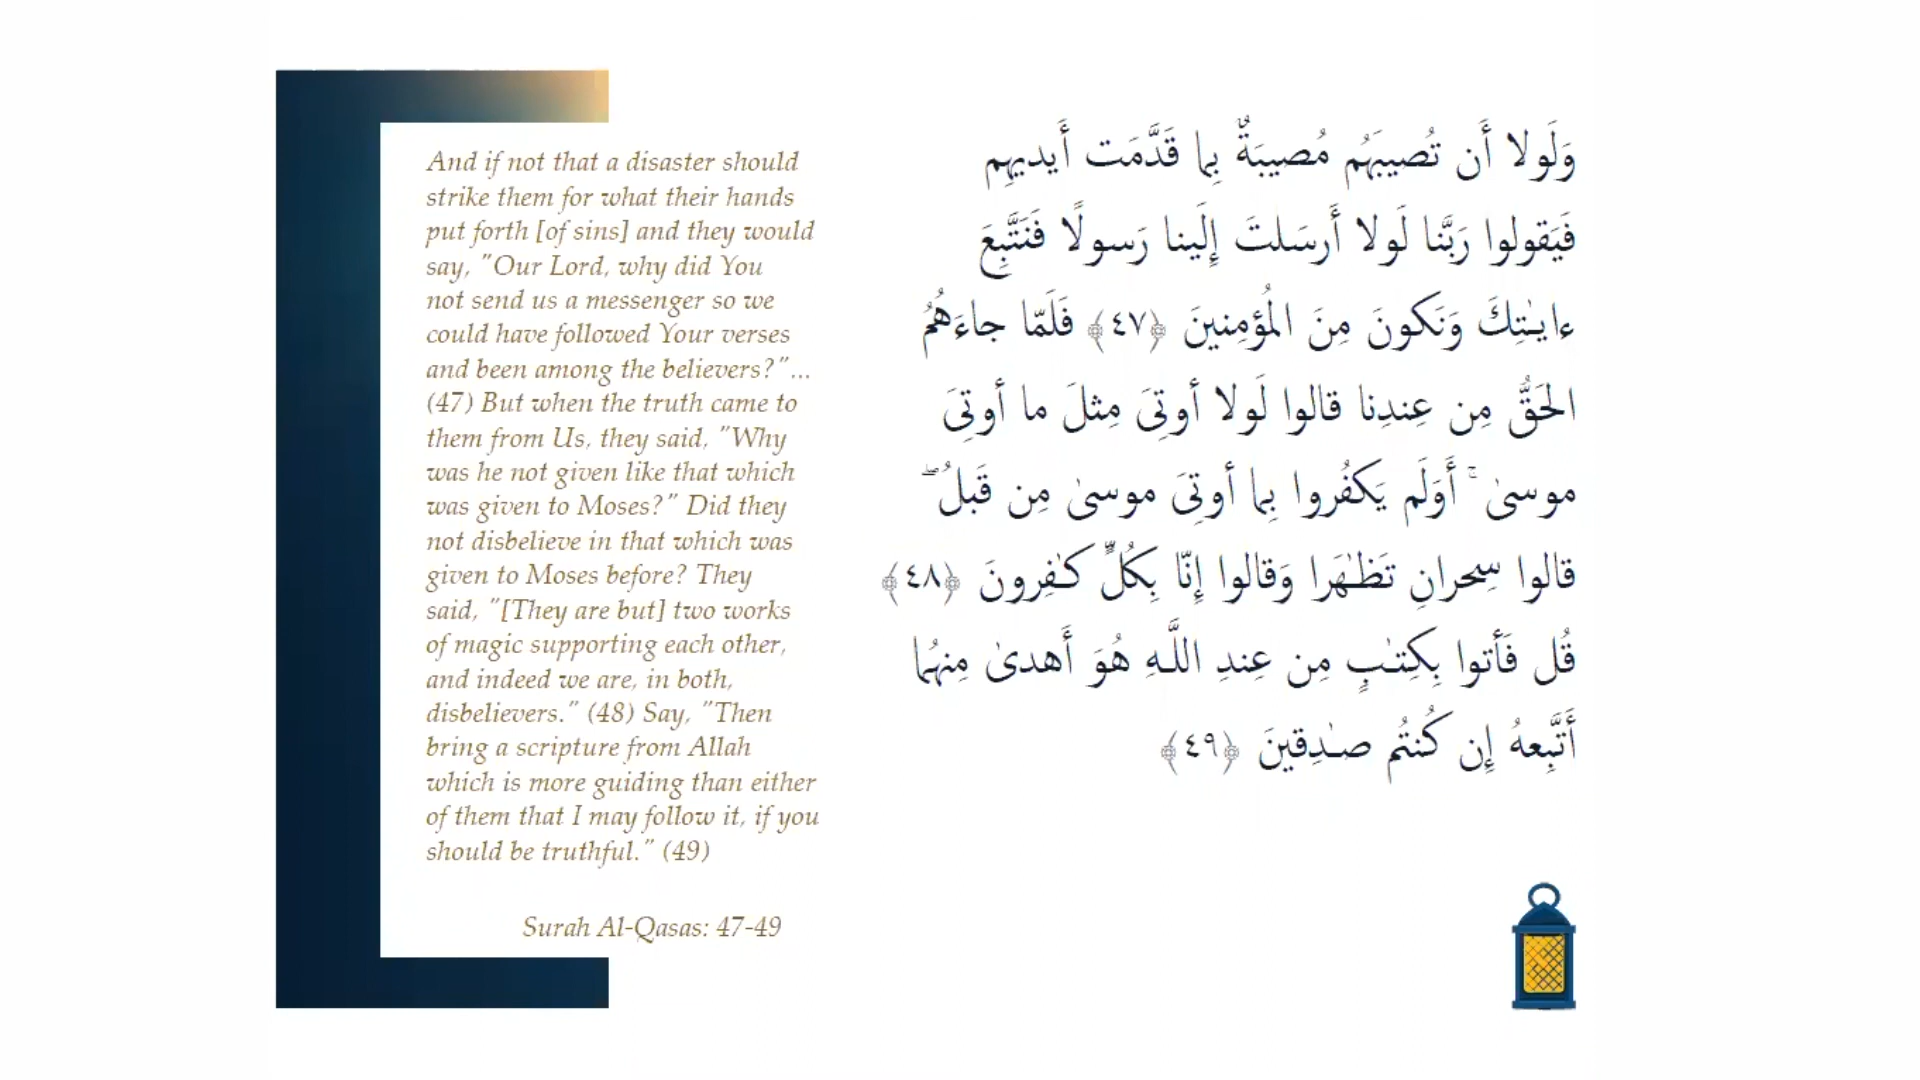 And if not that a disaster should
strike them for what their hands
put forth [of sins] and they would
say, "Our Lord, why did You
not send us a messenger so we
could have followed Your verses
and been among the believers?"...
(47) But when the truth came to
them from Us, they said, "Why
was he not given like that which
was given to Moses?" Did they
not disbelieve in that which was
given to Moses before? They
said, "[They are but] two works
of magic supporting each other,
and indeed we are, in both,
disbelievers." (48) Say, "Then
bring a scripture from Allah
which is more guiding than either
of them that I may follow it, if you
should be truthful." (49)
Surah Al-Qasas: 47-49
وَلَولا أَن تُصيبَهُم مُصيبَةٌ بِما قَدَّمَت أَيديهِم
فَيَقولوا رَبَّنا لَولا أَرسَلتَ إِلَينا رَسولًا فَنَتَّبِعَ
ءايـٰتِكَ وَنَكونَ مِنَ المُؤمِنينَ ﴿٤٧﴾ فَلَمّا جاءَهُمُ
الحَقُّ مِن عِندِنا قالوا لَولا أوتِىَ مِثلَ ما أوتِىَ
موسىٰ ۚ أَوَلَم يَكفُروا بِما أوتِىَ موسىٰ مِن قَبلُ ۖ
قالوا سِحرانِ تَظـٰهَرا وَقالوا إِنّا بِكُلٍّ كـٰفِرونَ ﴿٤٨﴾
قُل فَأتوا بِكِتـٰبٍ مِن عِندِ اللَّـهِ هُوَ أَهدىٰ مِنهُما
أَتَّبِعهُ إِن كُنتُم صـٰدِقينَ ﴿٤٩﴾